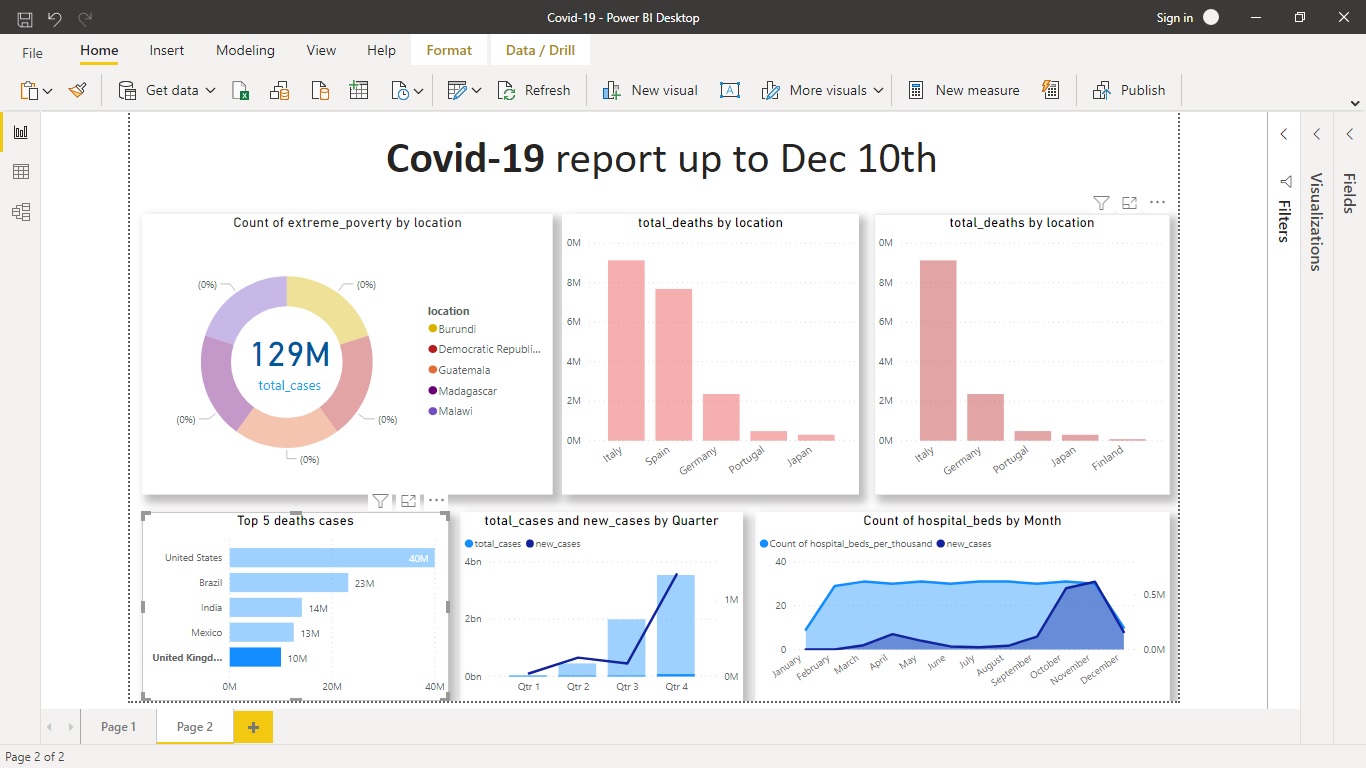 Covid-19 - Power BI Desktop
Sign in
File
Home
Insert
Modeling
View
Help
Format
Data / Drill
Get data
Refresh
New visual
More visuals
New measure
Publish
Covid-19 report up to Dec 10th
Count of extreme_poverty by location
(0%)
(0%)
(0%)
(0%)
(0%)
129M
total_cases
location
Burundi
Democratic Republi...
Guatemala
Madagascar
Malawi
total_deaths by location
0M
8M
6M
4M
2M
0M
Italy
Spain
Germany
Portugal
Japan
total_deaths by location
0M
8M
6M
4M
2M
0M
Italy
Germany
Portugal
Japan
Finland
Top 5 deaths cases
United States
40M
Brazil
23M
India
14M
Mexico
13M
United Kingd...
10M
0M
20M
40M
total_cases and new_cases by Quarter
total_cases
new_cases
4bn
2bn
0bn
1M
0M
Qtr 1
Qtr 2
Qtr 3
Qtr 4
Count of hospital_beds by Month
Count of hospital_beds_per_thousand
new_cases
40
20
0
0.5M
0.0M
January
February
March
April
May
June
July
August
September
October
November
December
Filters
Visualizations
Fields
Page 1
Page 2
Page 2 of 2